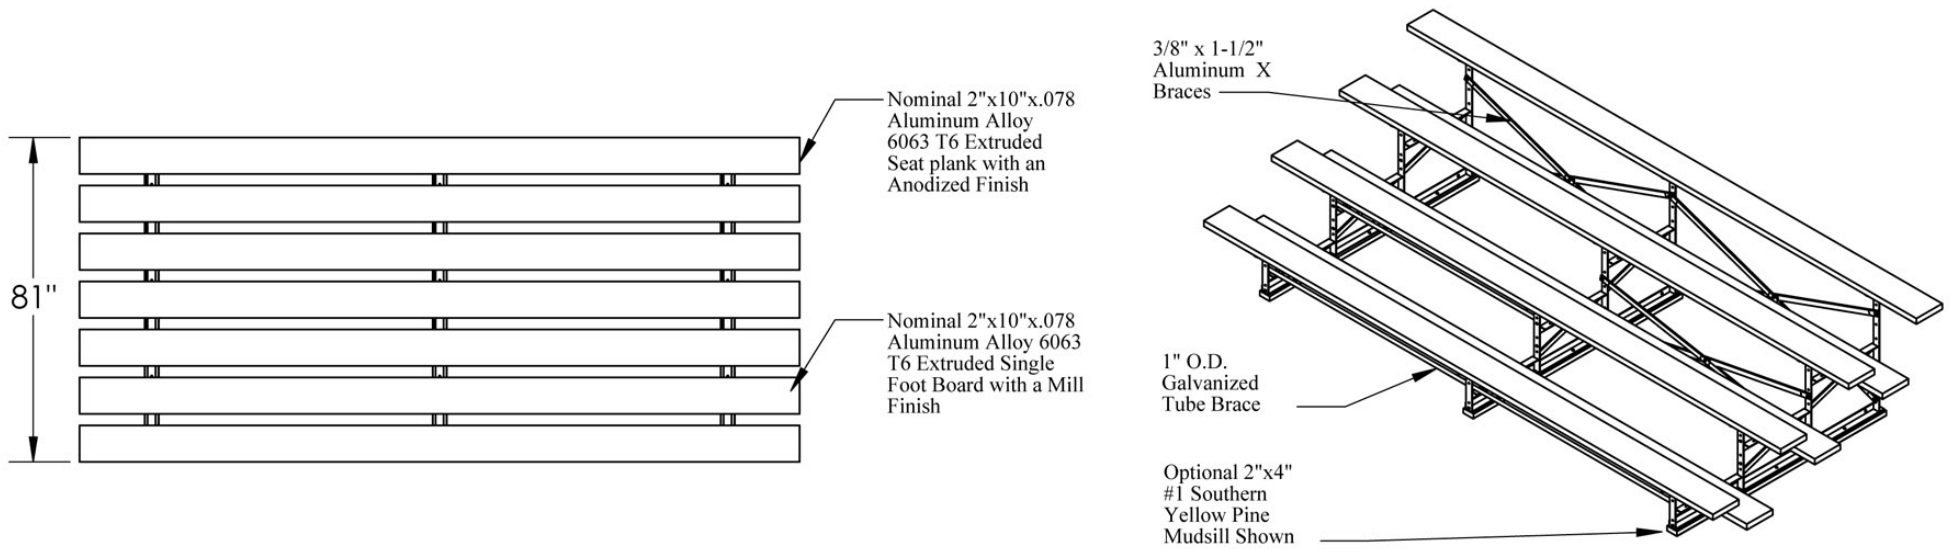 81"
Nominal 2"x10"x.078
Aluminum Alloy
6063 T6 Extruded
Seat plank with an
Anodized Finish
Nominal 2"x10"x.078
Aluminum Alloy 6063
T6 Extruded Single
Foot Board with a Mill
Finish
3/8" x 1-1/2"
Aluminum X
Braces
1" O.D.
Galvanized
Tube Brace
Optional 2"x4"
#1 Southern
Yellow Pine
Mudsill Shown